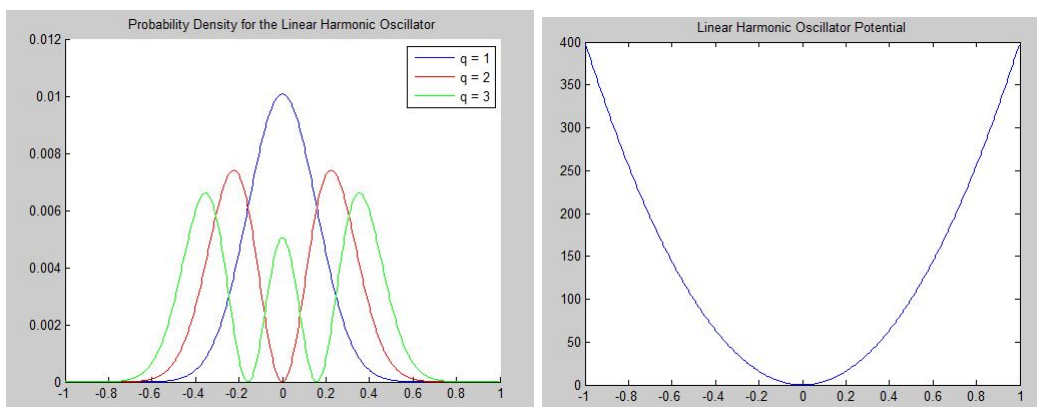 Probability Density for the Linear Harmonic Oscillator
0.012
0.01
0.008
0.006
0.004
0.002
0
-1 -0.8 -0.6 -0.4 -0.2 0 0.2 0.4 0.6 0.8 1
q = 1
q = 2
q = 3
Linear Harmonic Oscillator Potential
400
350
300
250
200
150
100
50
0
-1 -0.8 -0.6 -0.4 -0.2 0 0.2 0.4 0.6 0.8 1